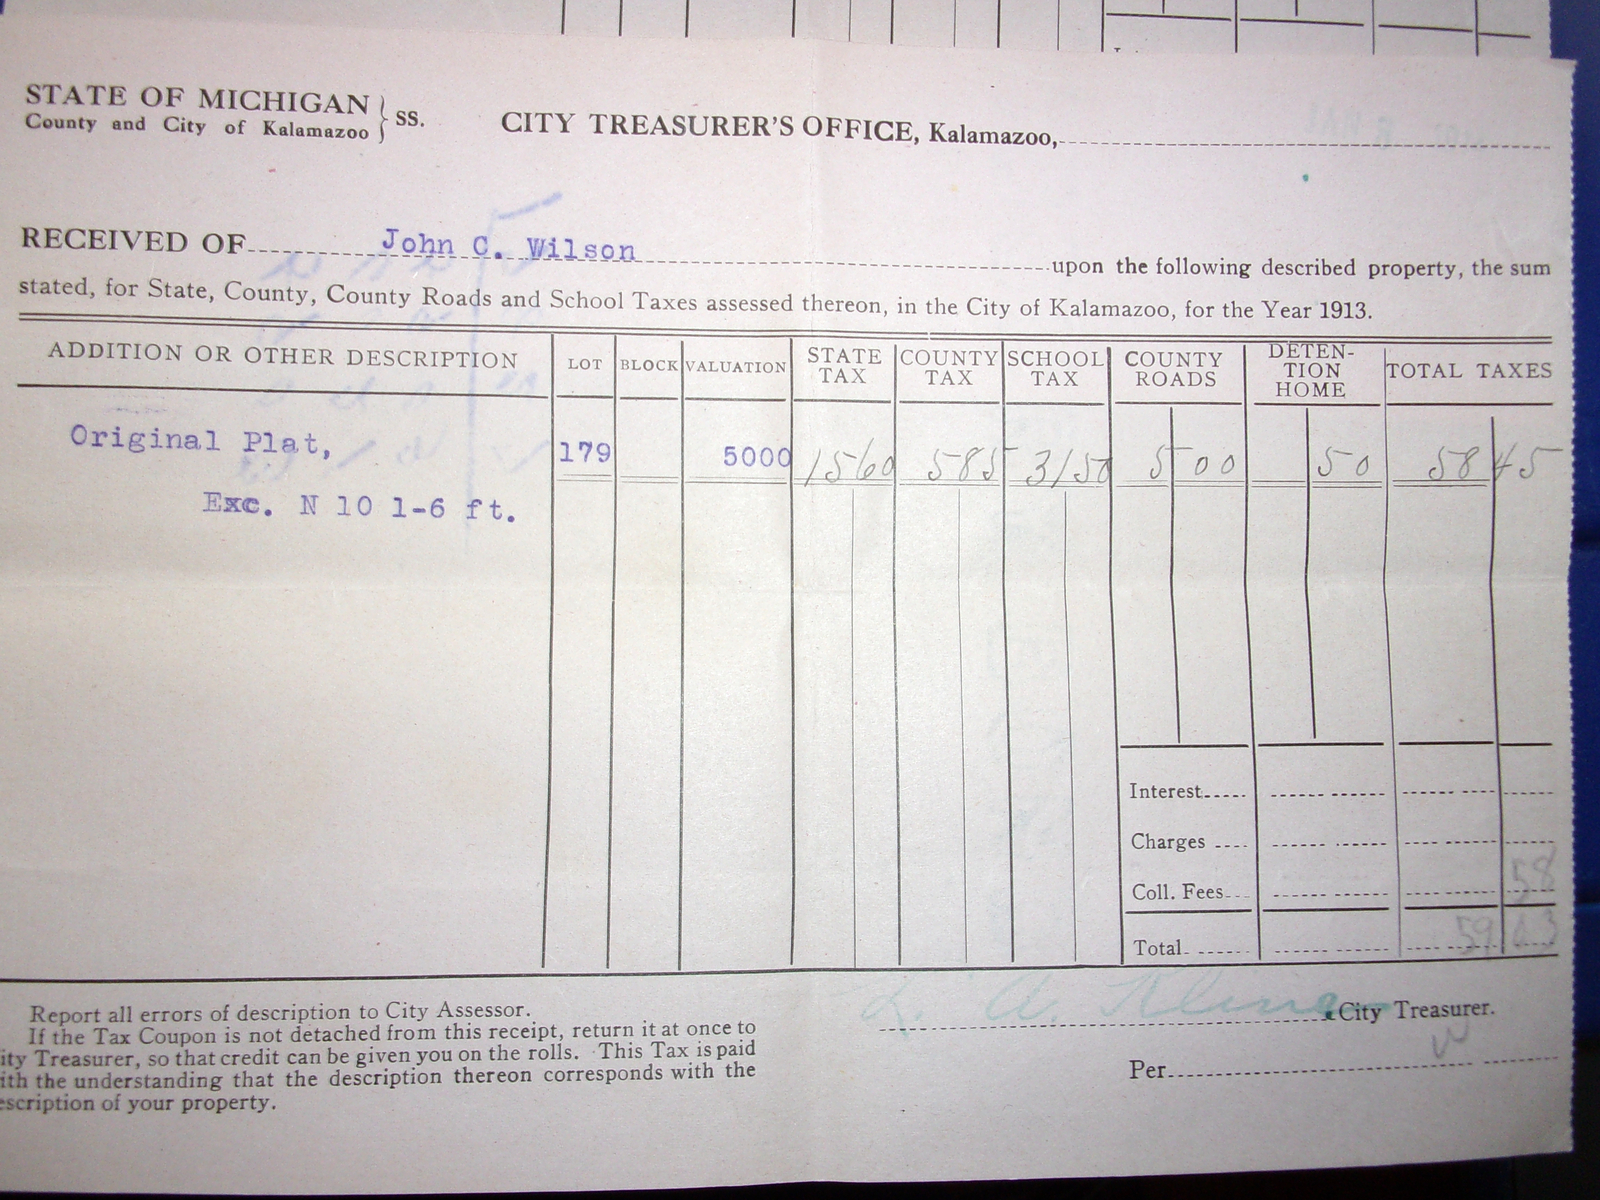 STATE OF MICHIGAN } SS.
County and City of Kalamazoo
CITY TREASURER'S OFFICE, Kalamazoo,
RECEIVED OF John C. Wilson upon the following described property, the sum
stated, for State, County, County Roads and School Taxes assessed thereon, in the City of Kalamazoo, for the Year 1913.
ADDITION OR OTHER DESCRIPTION LOT BLOCK VALUATION STATE TAX COUNTY TAX SCHOOL TAX COUNTY ROADS DETEN-TION HOME TOTAL TAXES
Original Plat, 179 5000 15 60 5 85 31 50 5 00 50 58 45
Exc. N 10 1-6 ft.
Interest
Charges
Coll. Fees 58
Total 59 03
Report all errors of description to City Assessor.
If the Tax Coupon is not detached from this receipt, return it at once to
ity Treasurer, so that credit can be given you on the rolls. This Tax is paid
ith the understanding that the description thereon corresponds with the
escription of your property.
City Treasurer.
Per W